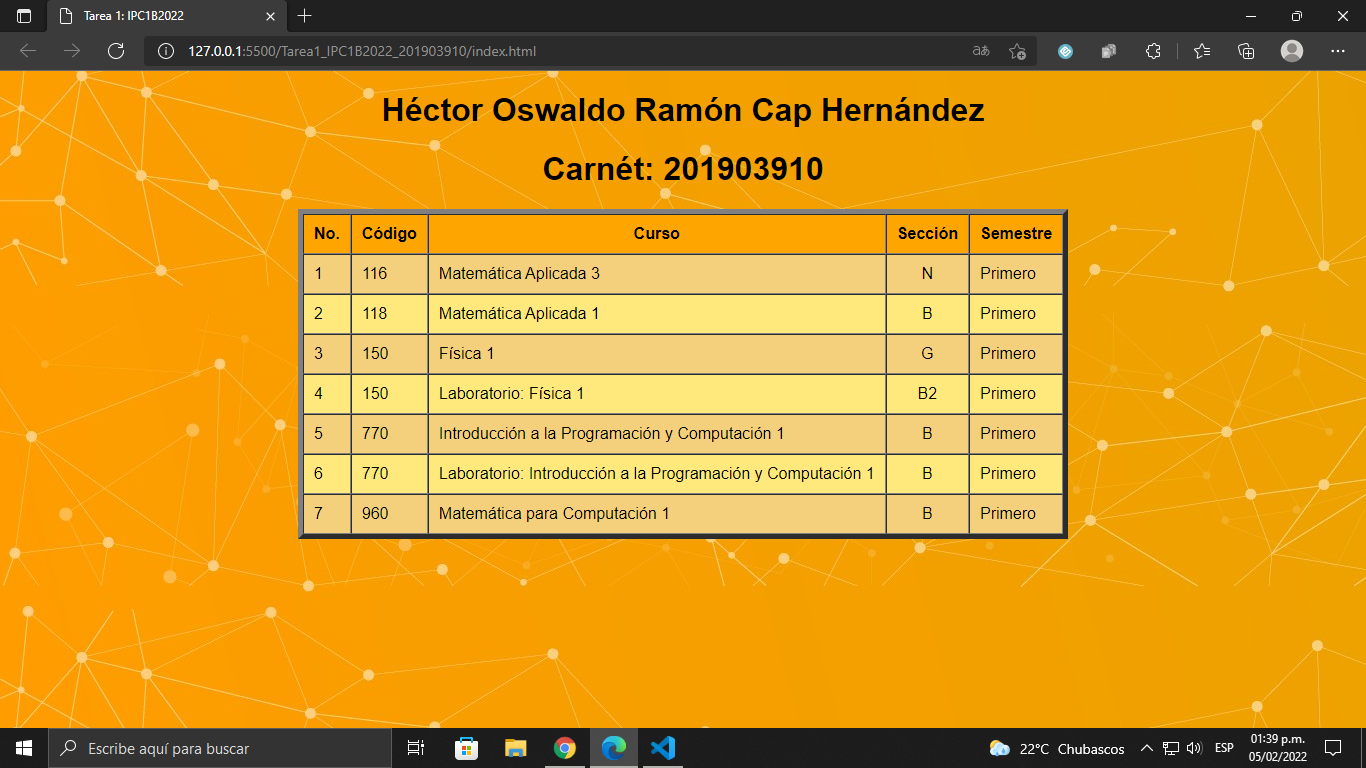 Tarea 1: IPC1B2022
127.0.0.1:5500/Tarea1_IPC1B2022_201903910/index.html
Héctor Oswaldo Ramón Cap Hernández
Carnét: 201903910
No. Código Curso Sección Semestre
1 116 Matemática Aplicada 3 N Primero
2 118 Matemática Aplicada 1 B Primero
3 150 Física 1 G Primero
4 150 Laboratorio: Física 1 B2 Primero
5 770 Introducción a la Programación y Computación 1 B Primero
6 770 Laboratorio: Introducción a la Programación y Computación 1 B Primero
7 960 Matemática para Computación 1 B Primero
Escribe aquí para buscar
22°C Chubascos
ESP
01:39 p.m.
05/02/2022